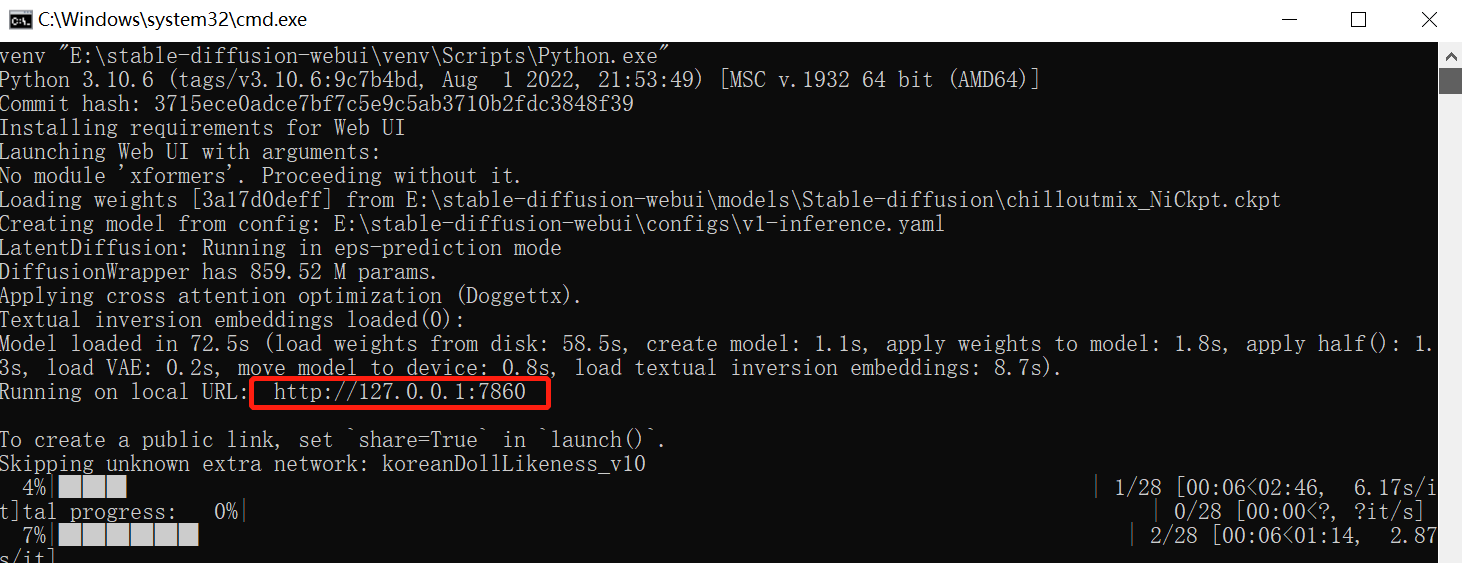 C:\Windows\system32\cmd.exe
venv "E:\stable-diffusion-webui\venv\Scripts\Python.exe"
Python 3.10.6 (tags/v3.10.6:9c7b4bd, Aug  1 2022, 21:53:49) [MSC v.1932 64 bit (AMD64)]
Commit hash: 3715ece0adce7bf7c5e9c5ab3710b2fdc3848f39
Installing requirements for Web UI
Launching Web UI with arguments:
No module 'xformers'. Proceeding without it.
Loading weights [3a17d0deff] from E:\stable-diffusion-webui\models\Stable-diffusion\chilloutmix_NiCkpt.ckpt
Creating model from config: E:\stable-diffusion-webui\configs\v1-inference.yaml
LatentDiffusion: Running in eps-prediction mode
DiffusionWrapper has 859.52 M params.
Applying cross attention optimization (Doggettx).
Textual inversion embeddings loaded(0):
Model loaded in 72.5s (load weights from disk: 58.5s, create model: 1.1s, apply weights to model: 1.8s, apply half(): 1.
3s, load VAE: 0.2s, move model to device: 0.8s, load textual inversion embeddings: 8.7s).
Running on local URL:  http://127.0.0.1:7860
To create a public link, set `share=True` in `launch()`.
Skipping unknown extra network: koreanDollLikeness_v10
4%| | 1/28 [00:06<02:46,  6.17s/i
t]tal progress:   0%| | 0/28 [00:00<?, ?it/s]
7%| | 2/28 [00:06<01:14,  2.87
s/it]